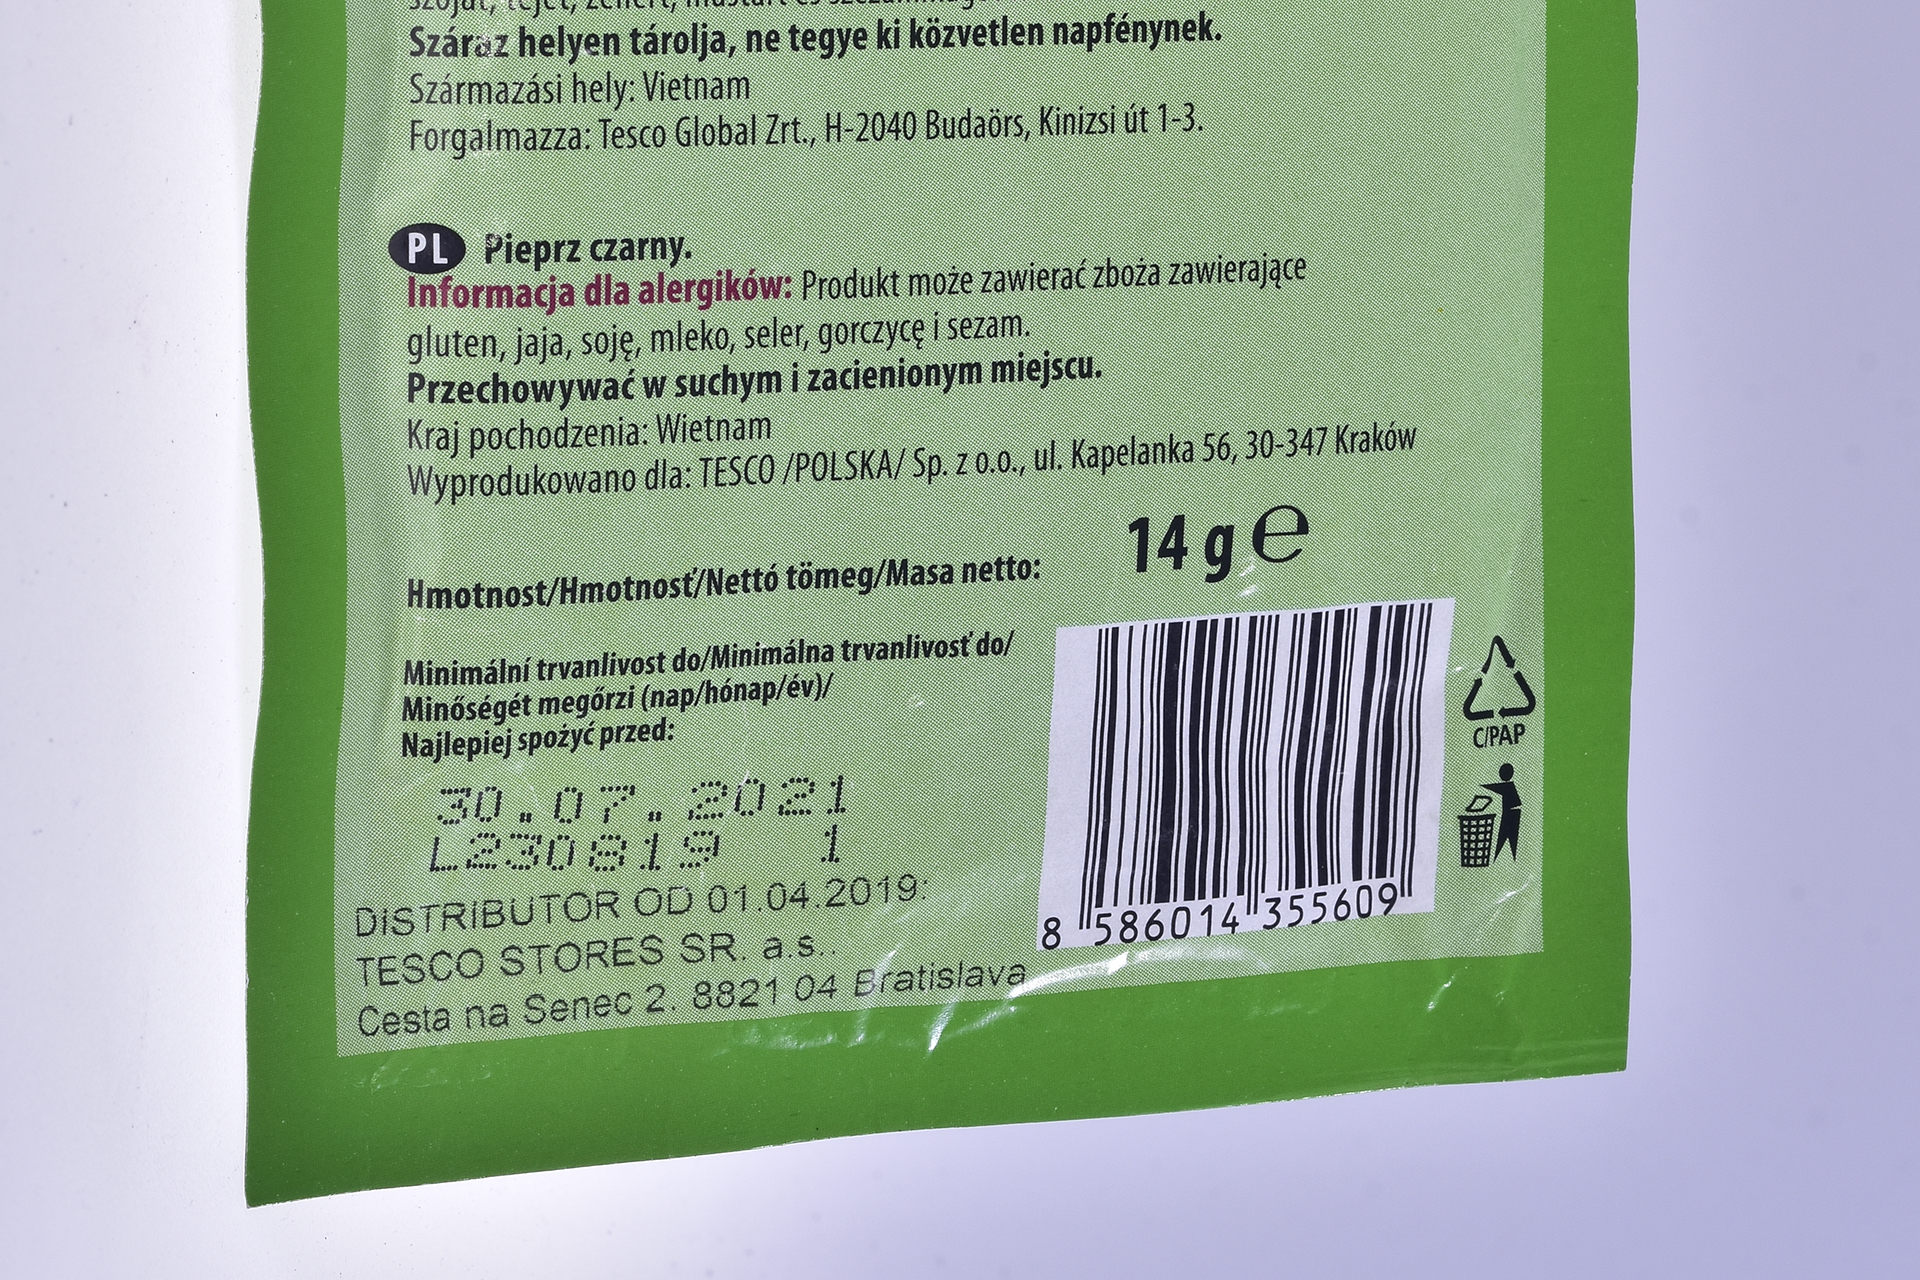 Száraz helyen tárolja, ne tegye ki közvetlen napfénynek.
Származási hely: Vietnam
Forgalmazza: Tesco Global Zrt., H-2040 Budaörs, Kinizsi út 1-3.
PL Pieprz czarny.
Informacja dla alergików: Produkt może zawierać zboża zawierające
gluten, jaja, soję, mleko, seler, gorczycę i sezam.
Przechowywać w suchym i zacienionym miejscu.
Kraj pochodzenia: Wietnam
Wyprodukowano dla: TESCO /POLSKA/ Sp. z o.o., ul. Kapelanka 56, 30-347 Kraków
Hmotnost/Hmotnosť/Nettó tömeg/Masa netto: 14 g ℮
Minimální trvanlivost do/Minimálna trvanlivosť do/
Minőségét megőrzi (nap/hónap/év)/
Najlepiej spożyć przed:
30.07.2021
L230819 1
DISTRIBUTOR OD 01.04.2019:
TESCO STORES SR. a.s..
Cesta na Senec 2. 8821 04 Bratislava
8 586014 355609
C/PAP